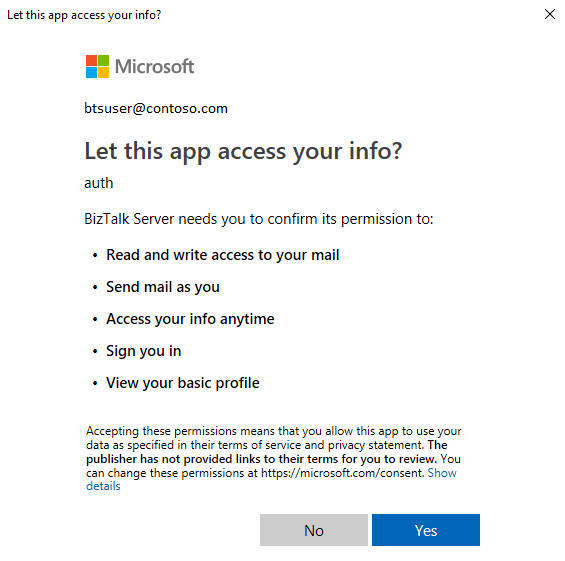 Let this app access your info?
Microsoft
btsuser@contoso.com
Let this app access your info?
auth
BizTalk Server needs you to confirm its permission to:
• Read and write access to your mail
• Send mail as you
• Access your info anytime
• Sign you in
• View your basic profile
Accepting these permissions means that you allow this app to use your
data as specified in their terms of service and privacy statement. The
publisher has not provided links to their terms for you to review. You
can change these permissions at https://microsoft.com/consent. Show
details
No
Yes